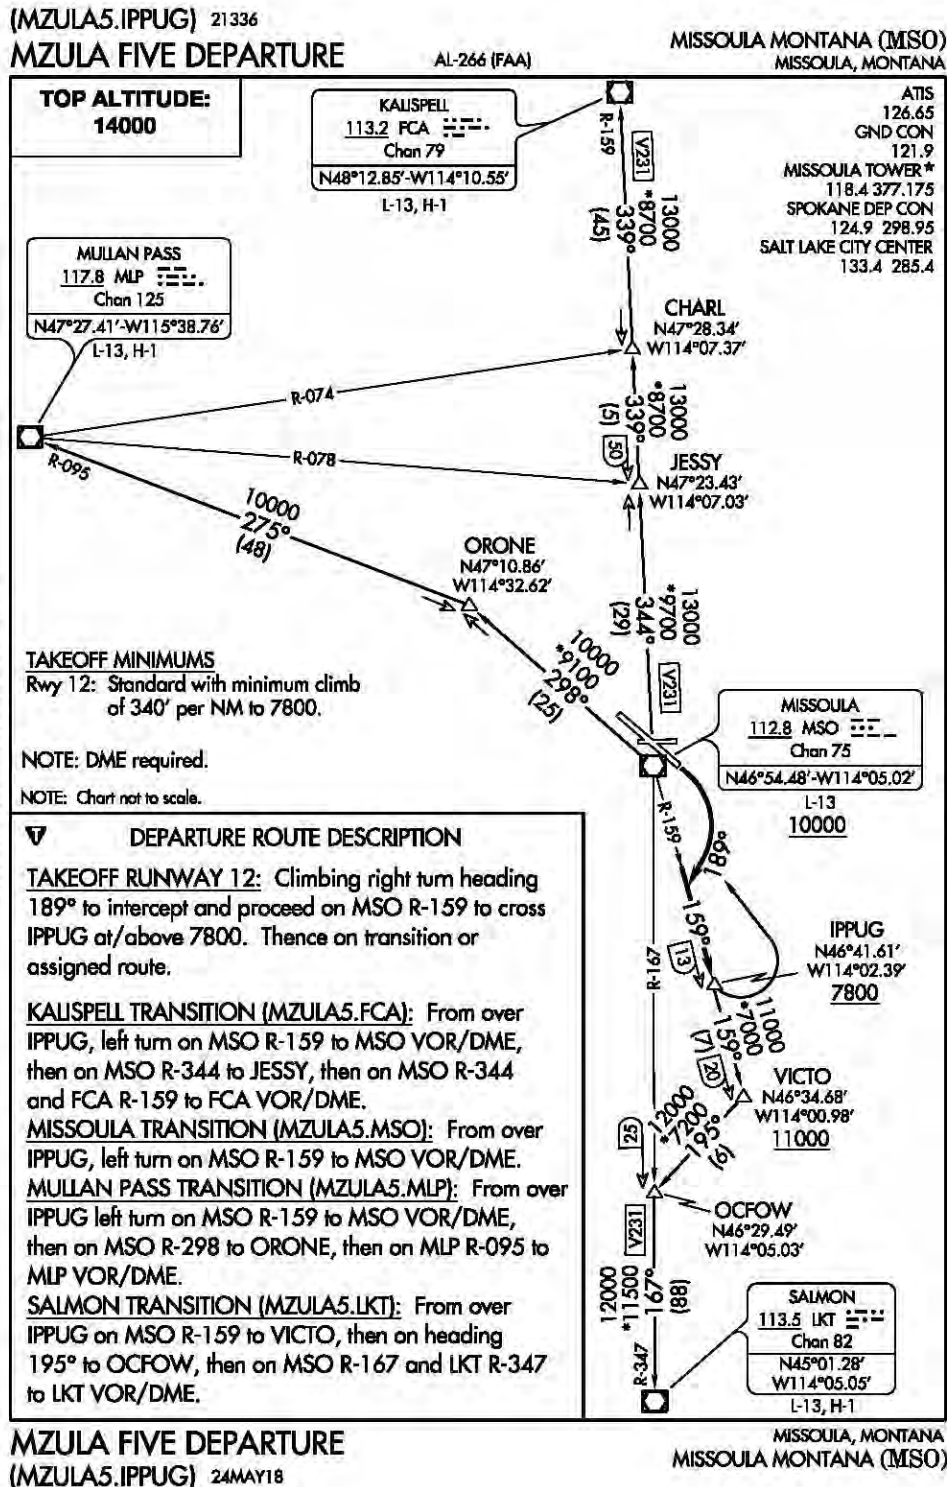 (MZULA5.IPPUG) 21336
MZULA FIVE DEPARTURE
AL-266 (FAA)
MISSOULA MONTANA (MSO)
MISSOULA, MONTANA
TOP ALTITUDE:
14000
KALISPELL
113.2 FCA
Chan 79
N48°12.85'-W114°10.55'
L-13, H-1
ATIS
126.65
GND CON
121.9
MISSOULA TOWER*
118.4 377.175
SPOKANE DEP CON
124.9 298.95
SALT LAKE CITY CENTER
133.4 285.4
R-159
V231
13000
*8700
339°
(45)
MULLAN PASS
117.8 MLP
Chan 125
N47°27.41'-W115°38.76'
L-13, H-1
CHARL
N47°28.34'
W114°07.37'
R-074
13000
*8700
339°
(5)
50
R-078
JESSY
N47°23.43'
W114°07.03'
R-095
10000
275°
(48)
ORONE
N47°10.86'
W114°32.62'
13000
*9700
344°
(29)
V231
10000
*9100
298°
(25)
TAKEOFF MINIMUMS
Rwy 12: Standard with minimum climb
of 340' per NM to 7800.
NOTE: DME required.
NOTE: Chart not to scale.
MISSOULA
112.8 MSO
Chan 75
N46°54.48'-W114°05.02'
L-13
10000
R-159
189°
159°
13
IPPUG
N46°41.61'
W114°02.39'
7800
R-167
11000
*7000
159°
(7)
20
VICTO
N46°34.68'
W114°00.98'
11000
12000
*7200
195°
(6)
25
OCFOW
N46°29.49'
W114°05.03'
V231
12000
*11500
167°
(88)
R-347
SALMON
113.5 LKT
Chan 82
N45°01.28'
W114°05.05'
L-13, H-1
T
DEPARTURE ROUTE DESCRIPTION
TAKEOFF RUNWAY 12: Climbing right turn heading
189° to intercept and proceed on MSO R-159 to cross
IPPUG at/above 7800. Thence on transition or
assigned route.
KALISPELL TRANSITION (MZULA5.FCA): From over
IPPUG, left turn on MSO R-159 to MSO VOR/DME,
then on MSO R-344 to JESSY, then on MSO R-344
and FCA R-159 to FCA VOR/DME.
MISSOULA TRANSITION (MZULA5.MSO): From over
IPPUG, left turn on MSO R-159 to MSO VOR/DME.
MULLAN PASS TRANSITION (MZULA5.MLP): From over
IPPUG left turn on MSO R-159 to MSO VOR/DME,
then on MSO R-298 to ORONE, then on MLP R-095 to
MLP VOR/DME.
SALMON TRANSITION (MZULA5.LKT): From over
IPPUG on MSO R-159 to VICTO, then on heading
195° to OCFOW, then on MSO R-167 and LKT R-347
to LKT VOR/DME.
MZULA FIVE DEPARTURE
(MZULA5.IPPUG) 24MAY18
MISSOULA, MONTANA
MISSOULA MONTANA (MSO)